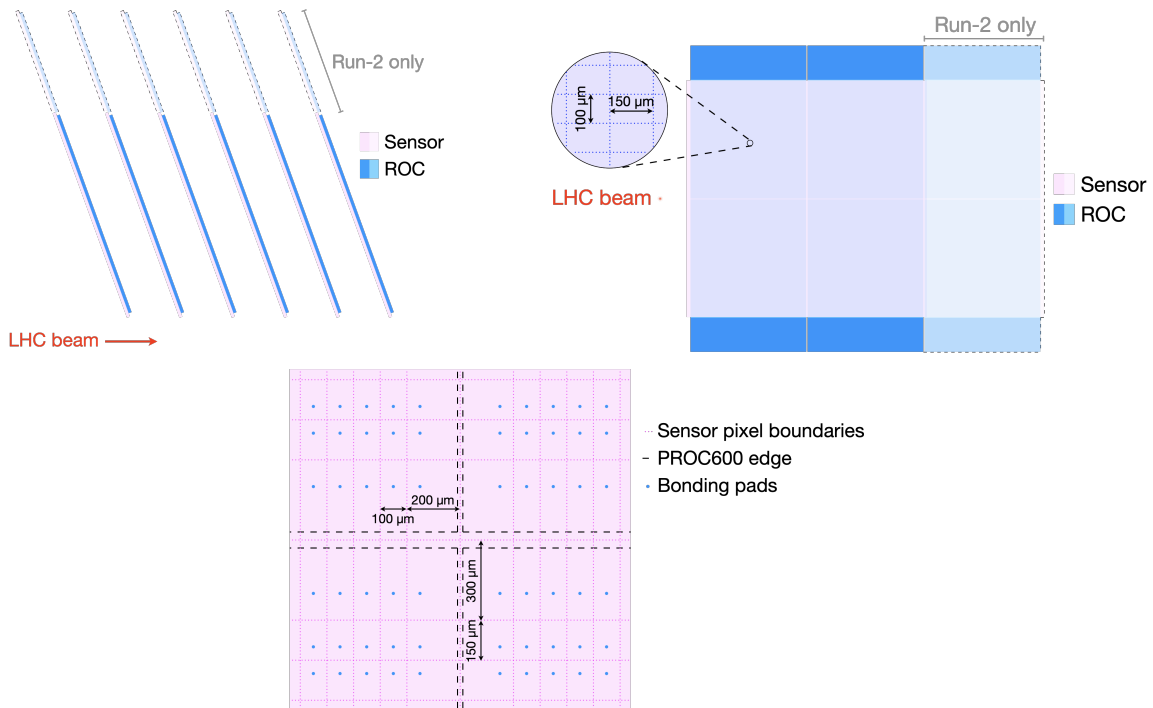 Run-2 only
Sensor
ROC
LHC beam
Run-2 only
100 μm
150 μm
LHC beam
Sensor
ROC
200 μm
100 μm
300 μm
150 μm
Sensor pixel boundaries
PROC600 edge
Bonding pads